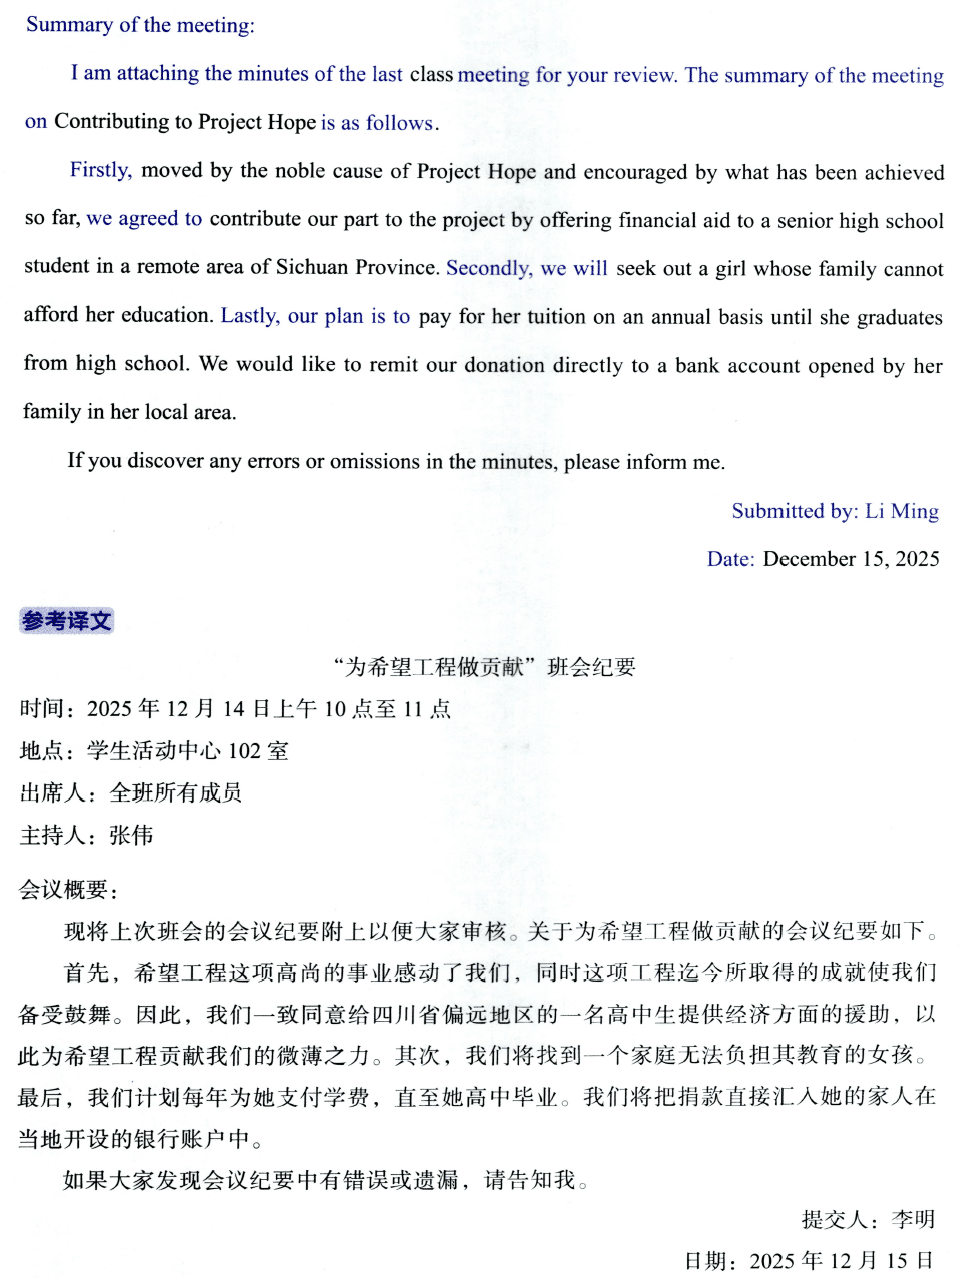 Summary of the meeting:
I am attaching the minutes of the last class meeting for your review. The summary of the meeting
on Contributing to Project Hope is as follows.
Firstly, moved by the noble cause of Project Hope and encouraged by what has been achieved
so far, we agreed to contribute our part to the project by offering financial aid to a senior high school
student in a remote area of Sichuan Province. Secondly, we will seek out a girl whose family cannot
afford her education. Lastly, our plan is to pay for her tuition on an annual basis until she graduates
from high school. We would like to remit our donation directly to a bank account opened by her
family in her local area.
If you discover any errors or omissions in the minutes, please inform me.
Submitted by: Li Ming
Date: December 15, 2025
参考译文
“为希望工程做贡献”班会纪要
时间：2025 年 12 月 14 日上午 10 点至 11 点
地点：学生活动中心 102 室
出席人：全班所有成员
主持人：张伟
会议概要：
现将上次班会的会议纪要附上以便大家审核。关于为希望工程做贡献的会议纪要如下。
首先，希望工程这项高尚的事业感动了我们，同时这项工程迄今所取得的成就使我们
备受鼓舞。因此，我们一致同意给四川省偏远地区的一名高中生提供经济方面的援助，以
此为希望工程贡献我们的微薄之力。其次，我们将找到一个家庭无法负担其教育的女孩。
最后，我们计划每年为她支付学费，直至她高中毕业。我们将把捐款直接汇入她的家人在
当地开设的银行账户中。
如果大家发现会议纪要中有错误或遗漏，请告知我。
提交人：李明
日期：2025 年 12 月 15 日